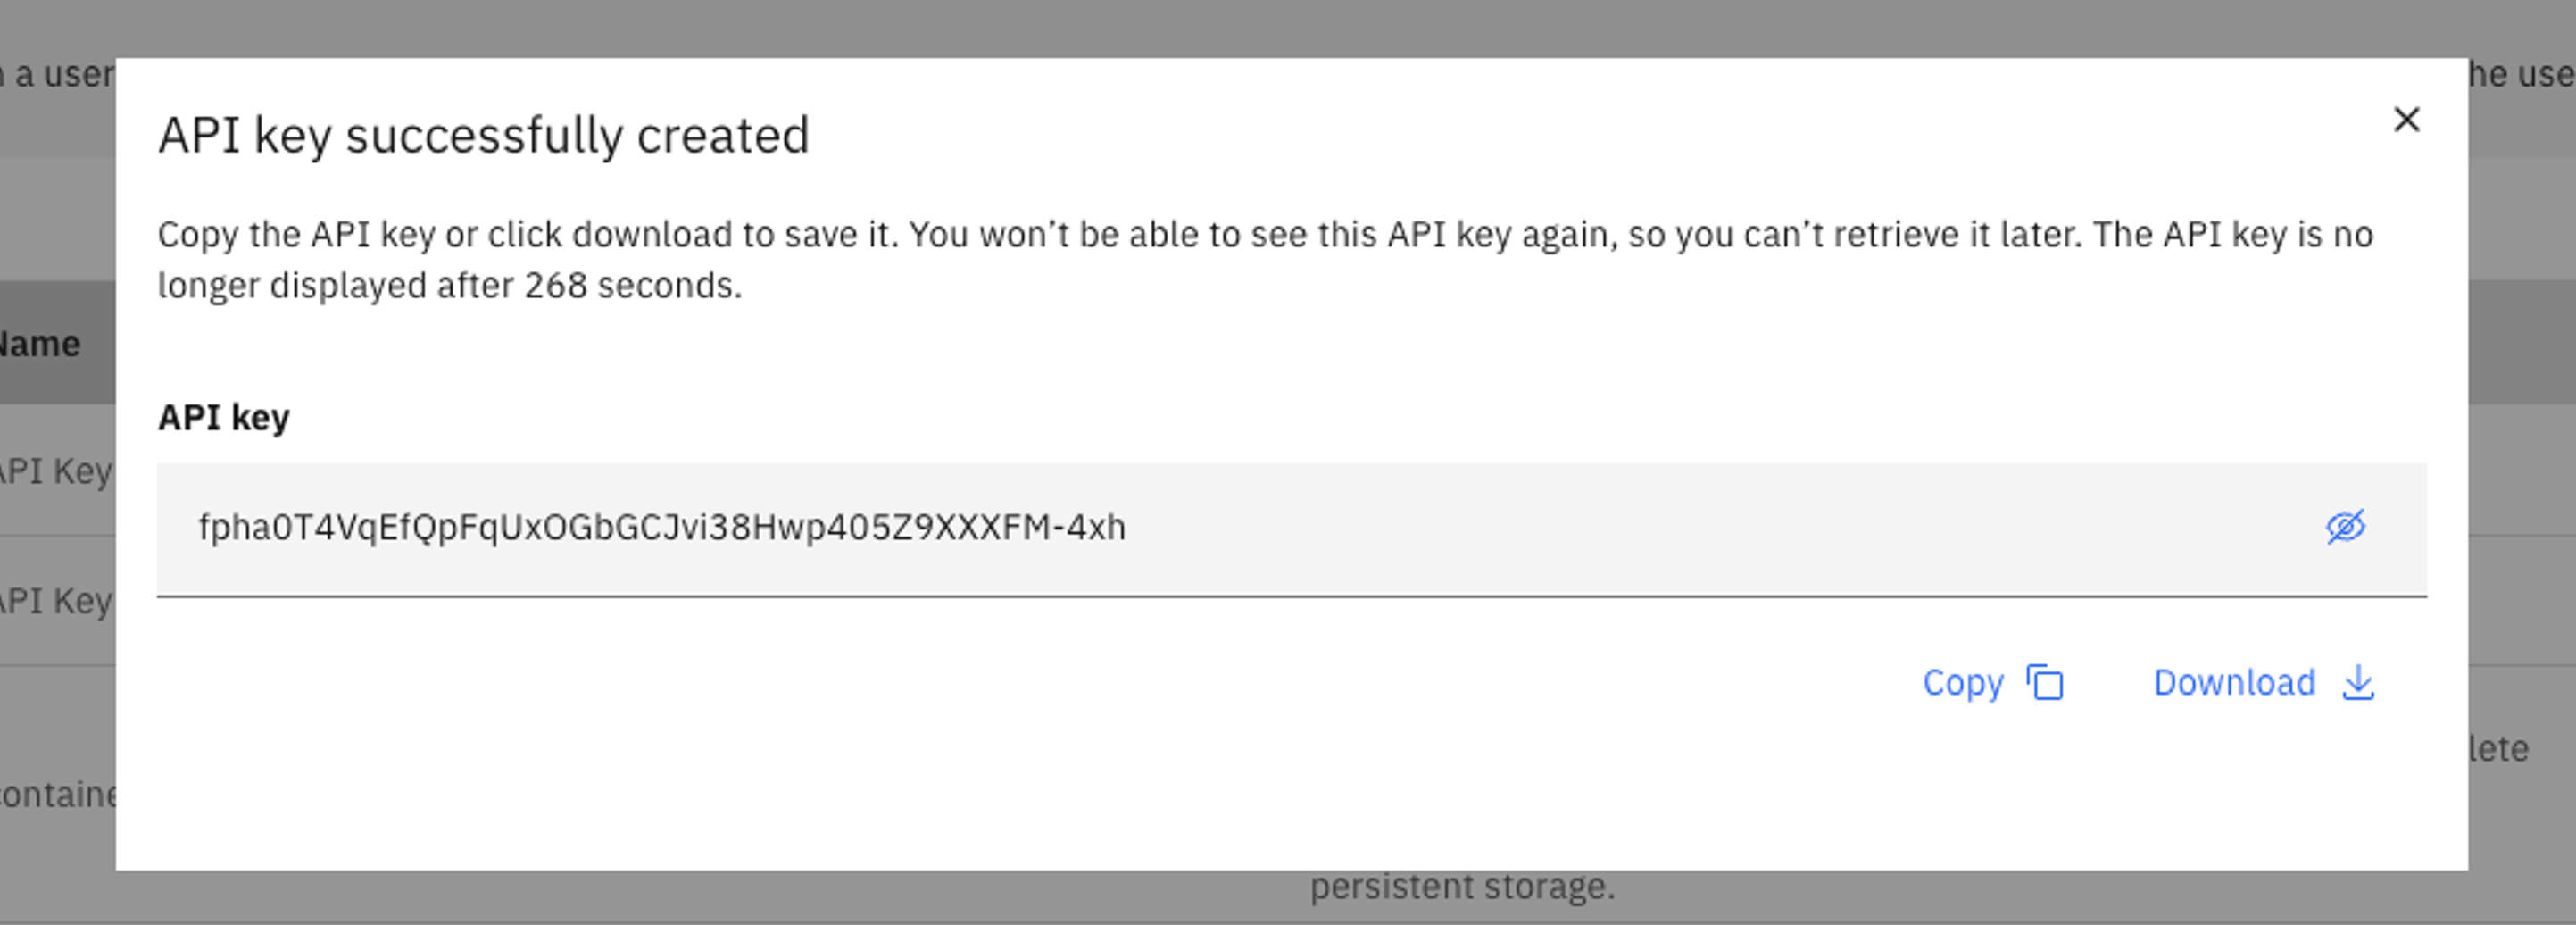 a user
he use
API key successfully created
Copy the API key or click download to save it. You won’t be able to see this API key again, so you can’t retrieve it later. The API key is no
longer displayed after 268 seconds.
Name
API key
API Key
fpha0T4VqEfQpFqUxOGbGCJvi38Hwp405Z9XXXFM-4xh
API Key
Copy
Download
lete
containe
persistent storage.